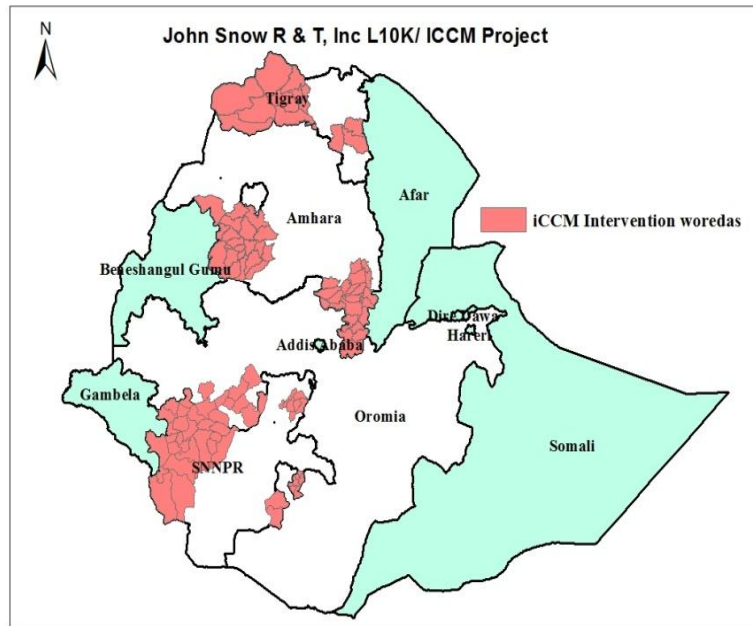 John Snow R & T, Inc L10K/ ICCM Project
N
Tigray
Afar
Amhara
iCCM Intervention woredas
Beneshangul Gumu
Dire Dawa
Hareri
Addis Ababa
Gambela
Oromia
Somali
SNNPR